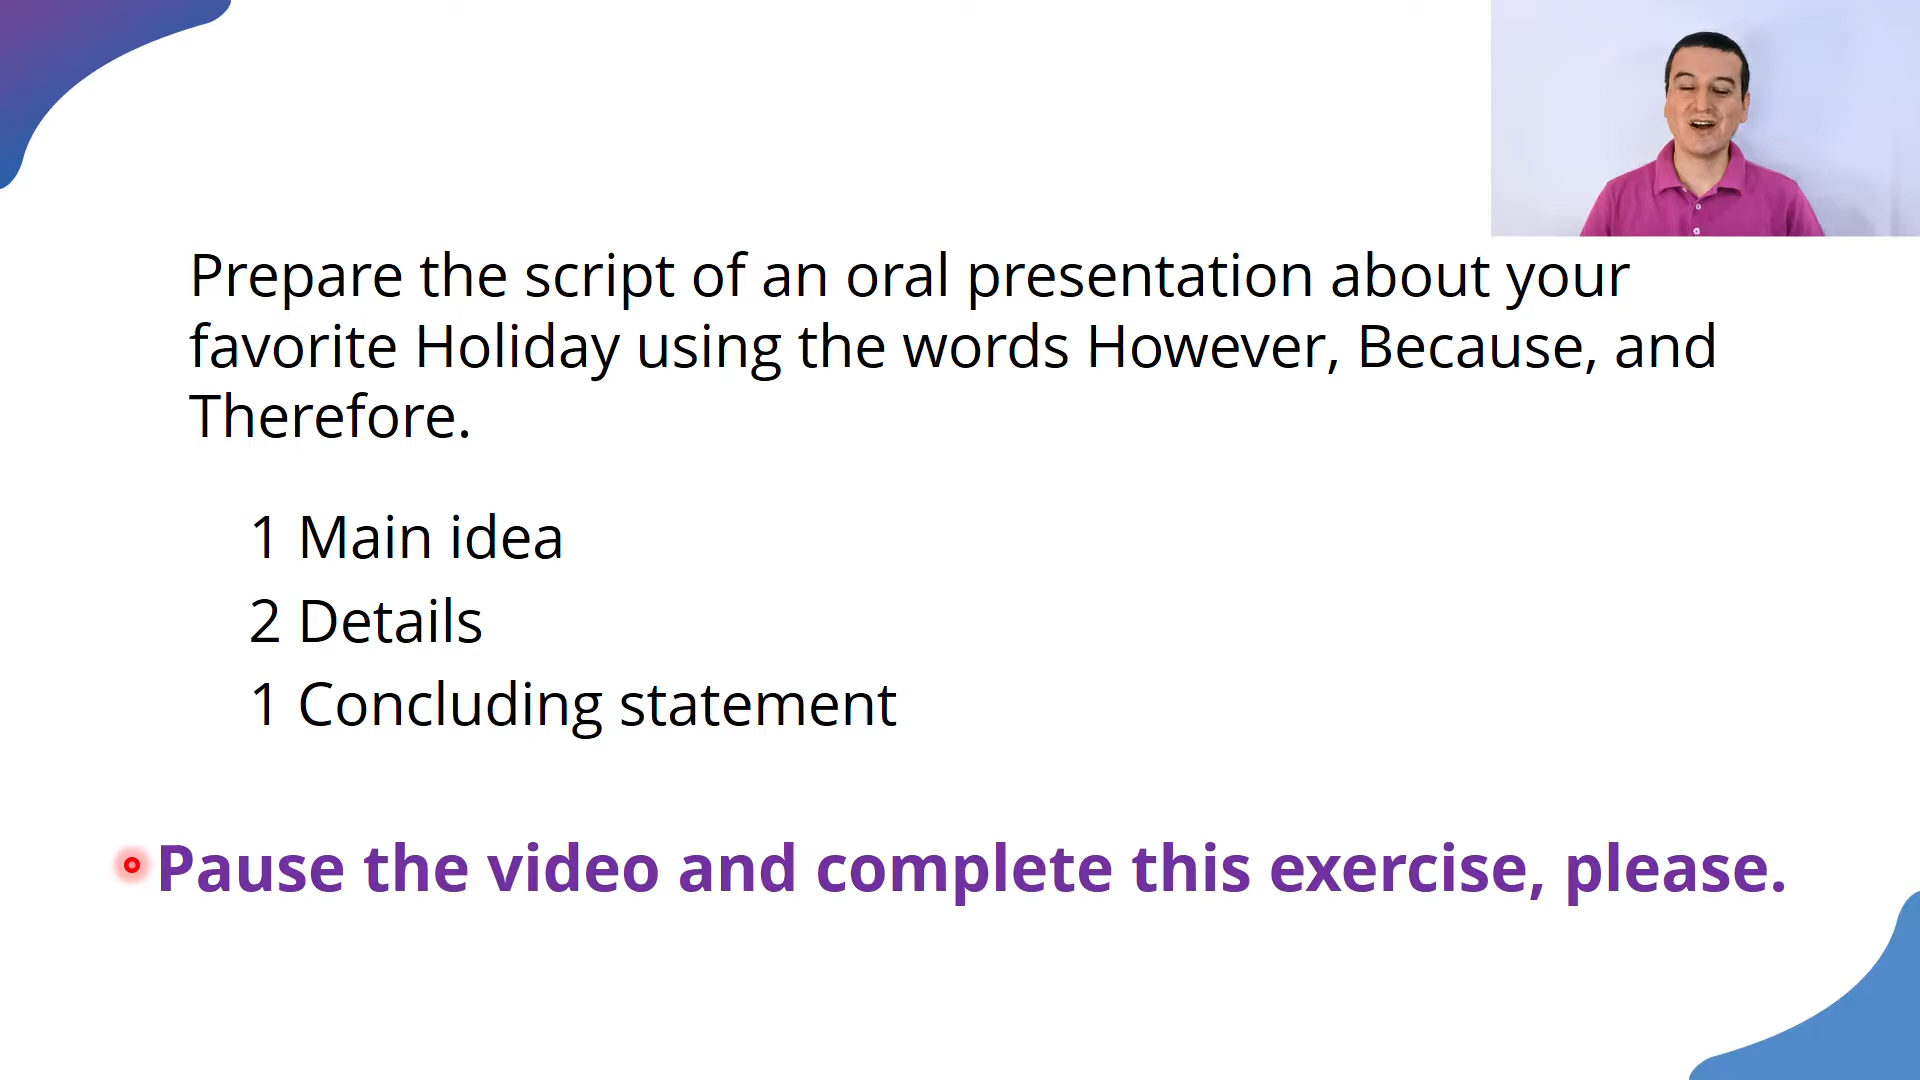 Prepare the script of an oral presentation about your
favorite Holiday using the words However, Because, and
Therefore.
1 Main idea
2 Details
1 Concluding statement
Pause the video and complete this exercise, please.